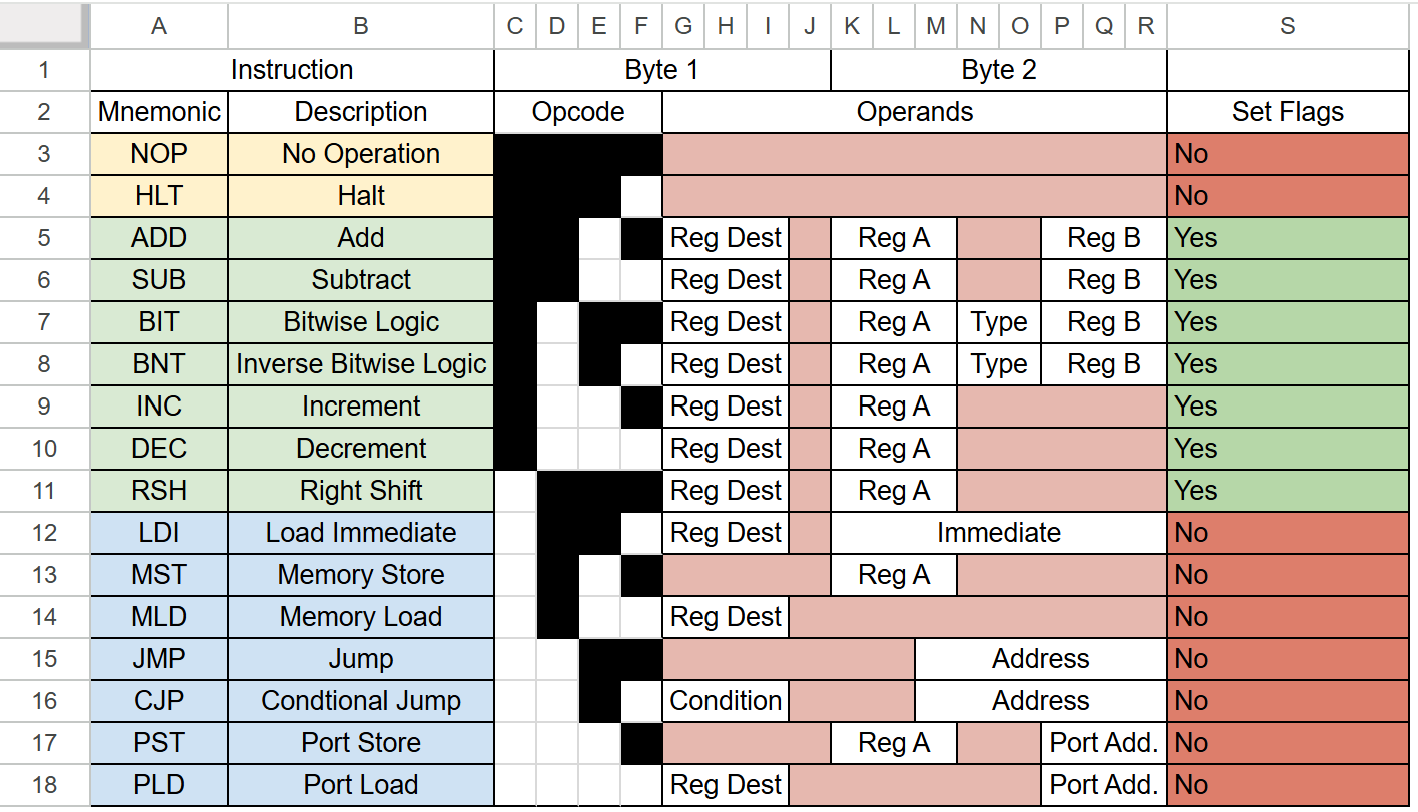 A B C D E F G H I J K L M N O P Q R S
1 Instruction Byte 1 Byte 2
2 Mnemonic Description Opcode Operands Set Flags
3 NOP No Operation No
4 HLT Halt No
5 ADD Add Reg Dest Reg A Reg B Yes
6 SUB Subtract Reg Dest Reg A Reg B Yes
7 BIT Bitwise Logic Reg Dest Reg A Type Reg B Yes
8 BNT Inverse Bitwise Logic Reg Dest Reg A Type Reg B Yes
9 INC Increment Reg Dest Reg A Yes
10 DEC Decrement Reg Dest Reg A Yes
11 RSH Right Shift Reg Dest Reg A Yes
12 LDI Load Immediate Reg Dest Immediate No
13 MST Memory Store Reg A No
14 MLD Memory Load Reg Dest No
15 JMP Jump Address No
16 CJP Condtional Jump Condition Address No
17 PST Port Store Reg A Port Add. No
18 PLD Port Load Reg Dest Port Add. No